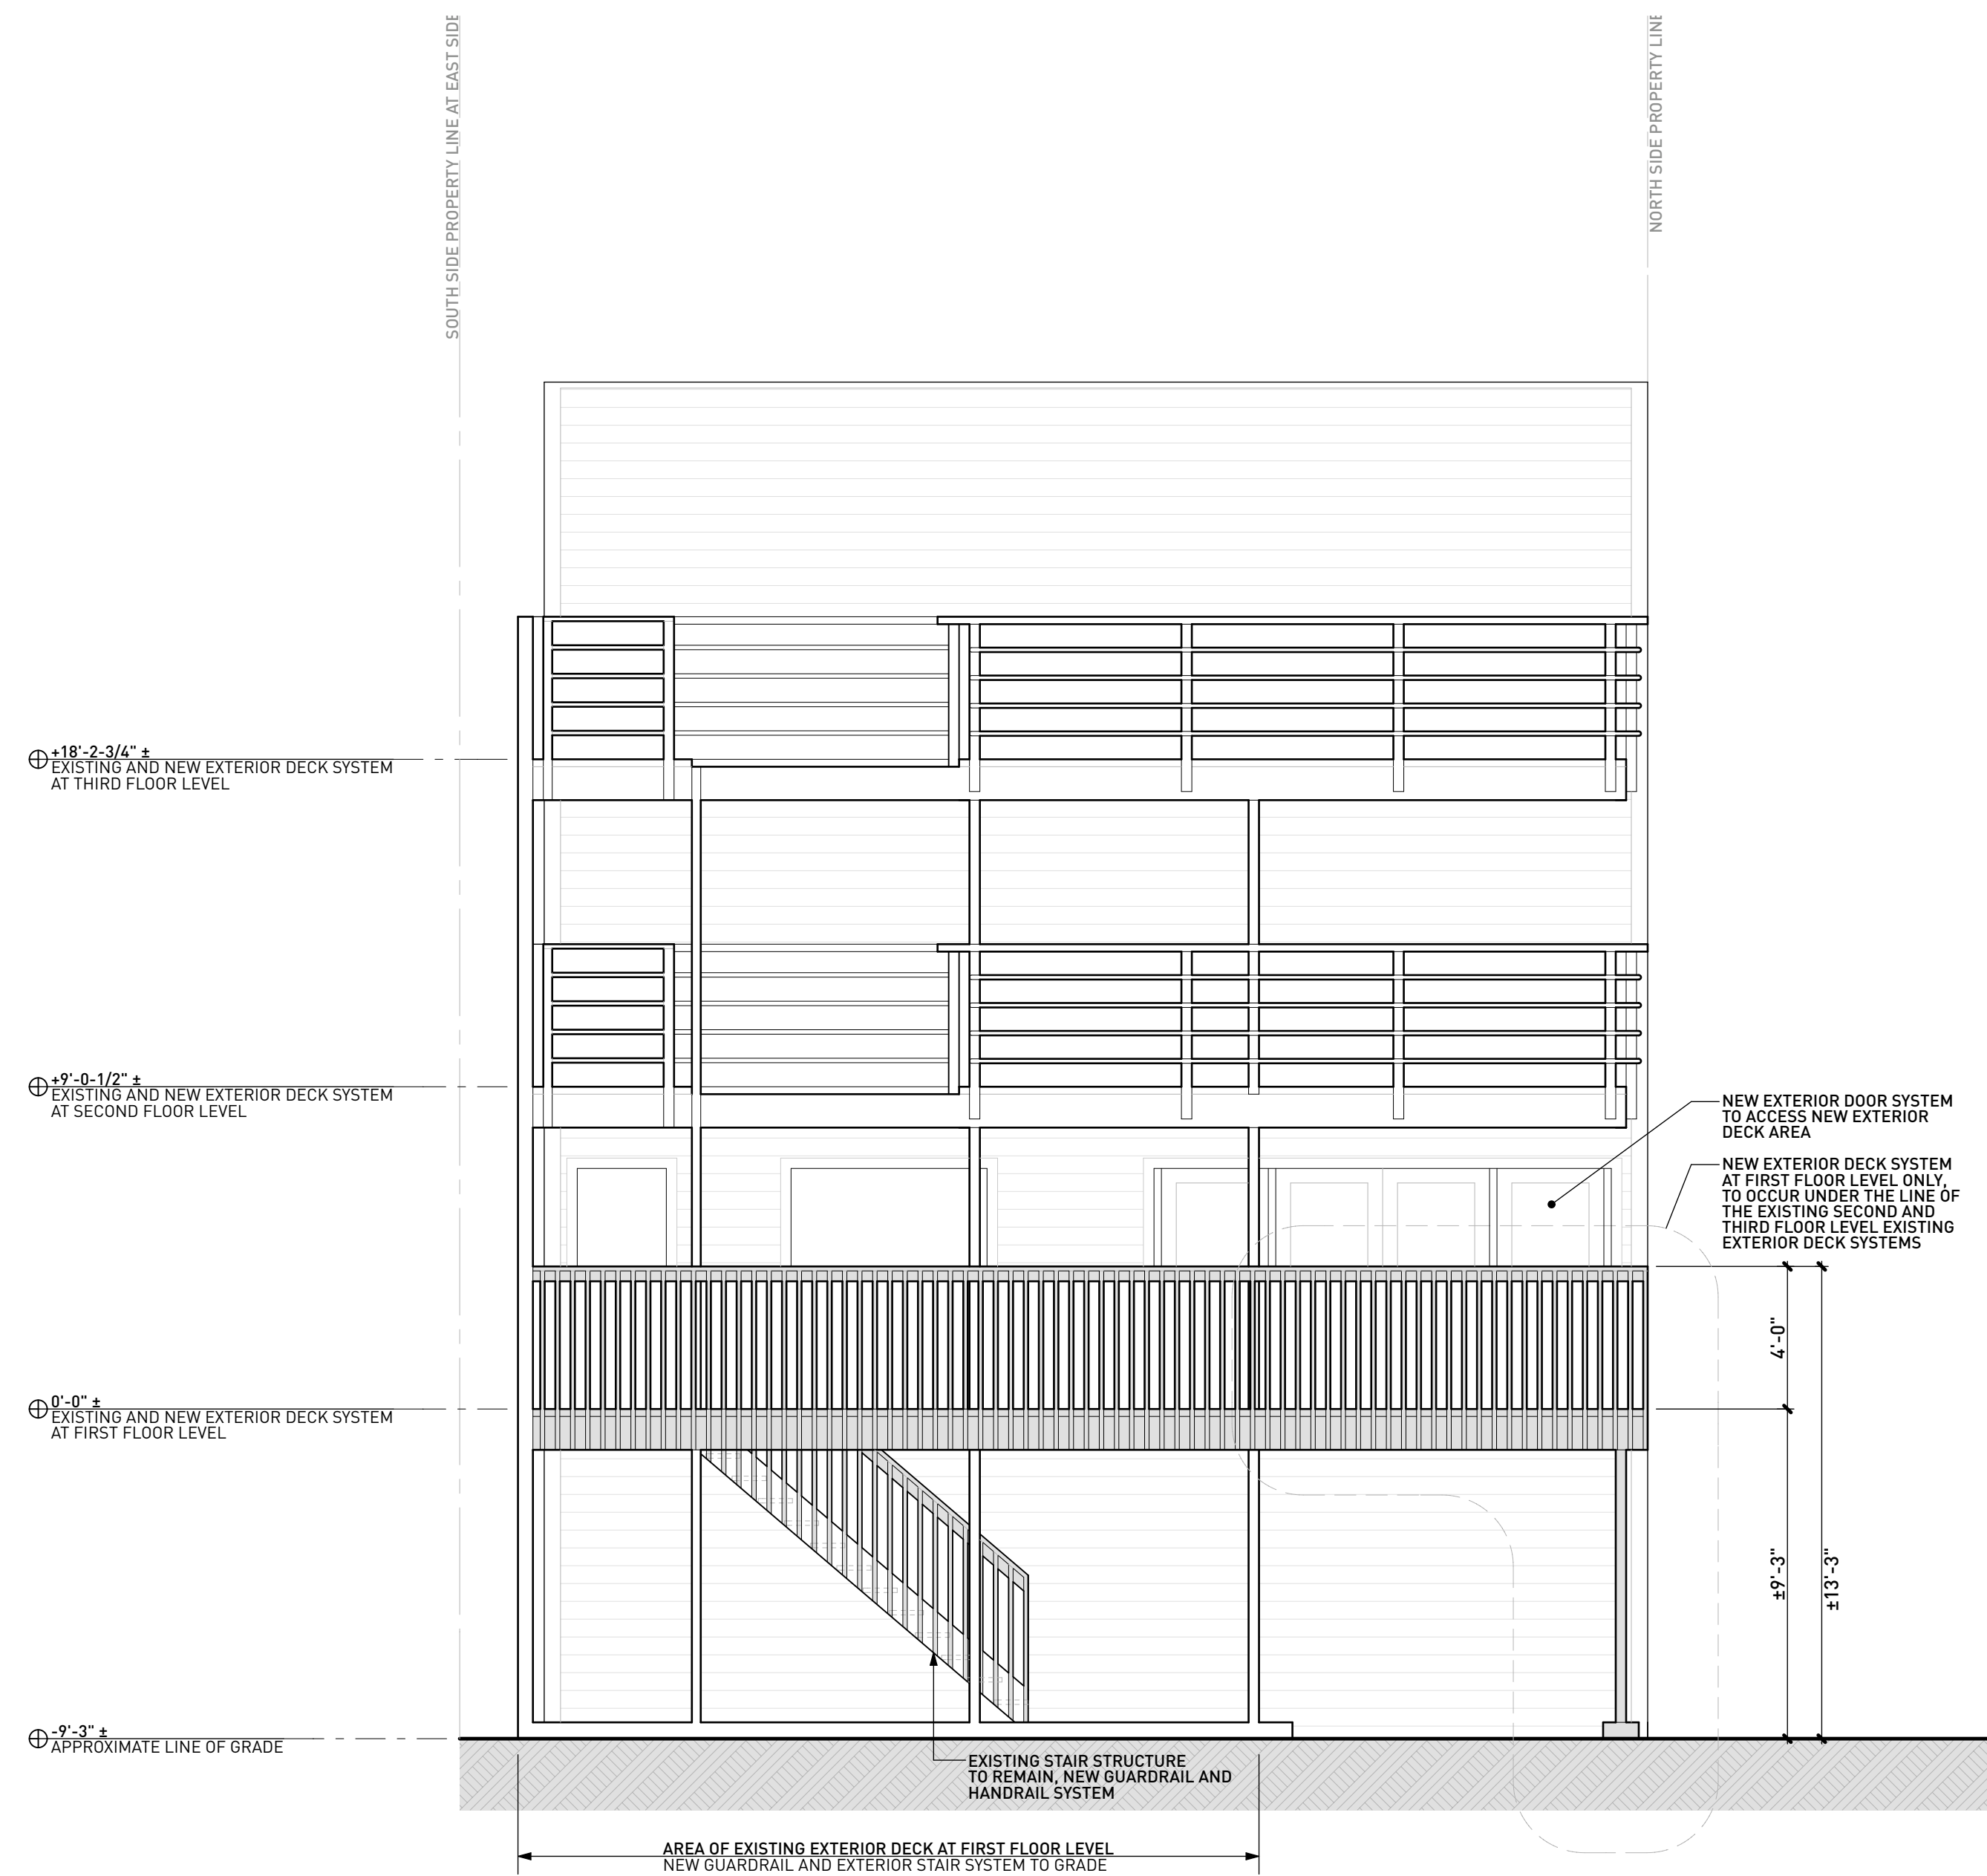 SOUTH SIDE PROPERTY LINE AT EAST SIDE
NORTH SIDE PROPERTY LINE
+18'-2-3/4" ±
EXISTING AND NEW EXTERIOR DECK SYSTEM
AT THIRD FLOOR LEVEL
+9'-0-1/2" ±
EXISTING AND NEW EXTERIOR DECK SYSTEM
AT SECOND FLOOR LEVEL
NEW EXTERIOR DOOR SYSTEM
TO ACCESS NEW EXTERIOR
DECK AREA
NEW EXTERIOR DECK SYSTEM
AT FIRST FLOOR LEVEL ONLY,
TO OCCUR UNDER THE LINE OF
THE EXISTING SECOND AND
THIRD FLOOR LEVEL EXISTING
EXTERIOR DECK SYSTEMS
4'-0"
0'-0" ±
EXISTING AND NEW EXTERIOR DECK SYSTEM
AT FIRST FLOOR LEVEL
±9'-3"
±13'-3"
-9'-3" ±
APPROXIMATE LINE OF GRADE
EXISTING STAIR STRUCTURE
TO REMAIN, NEW GUARDRAIL AND
HANDRAIL SYSTEM
AREA OF EXISTING EXTERIOR DECK AT FIRST FLOOR LEVEL
NEW GUARDRAIL AND EXTERIOR STAIR SYSTEM TO GRADE